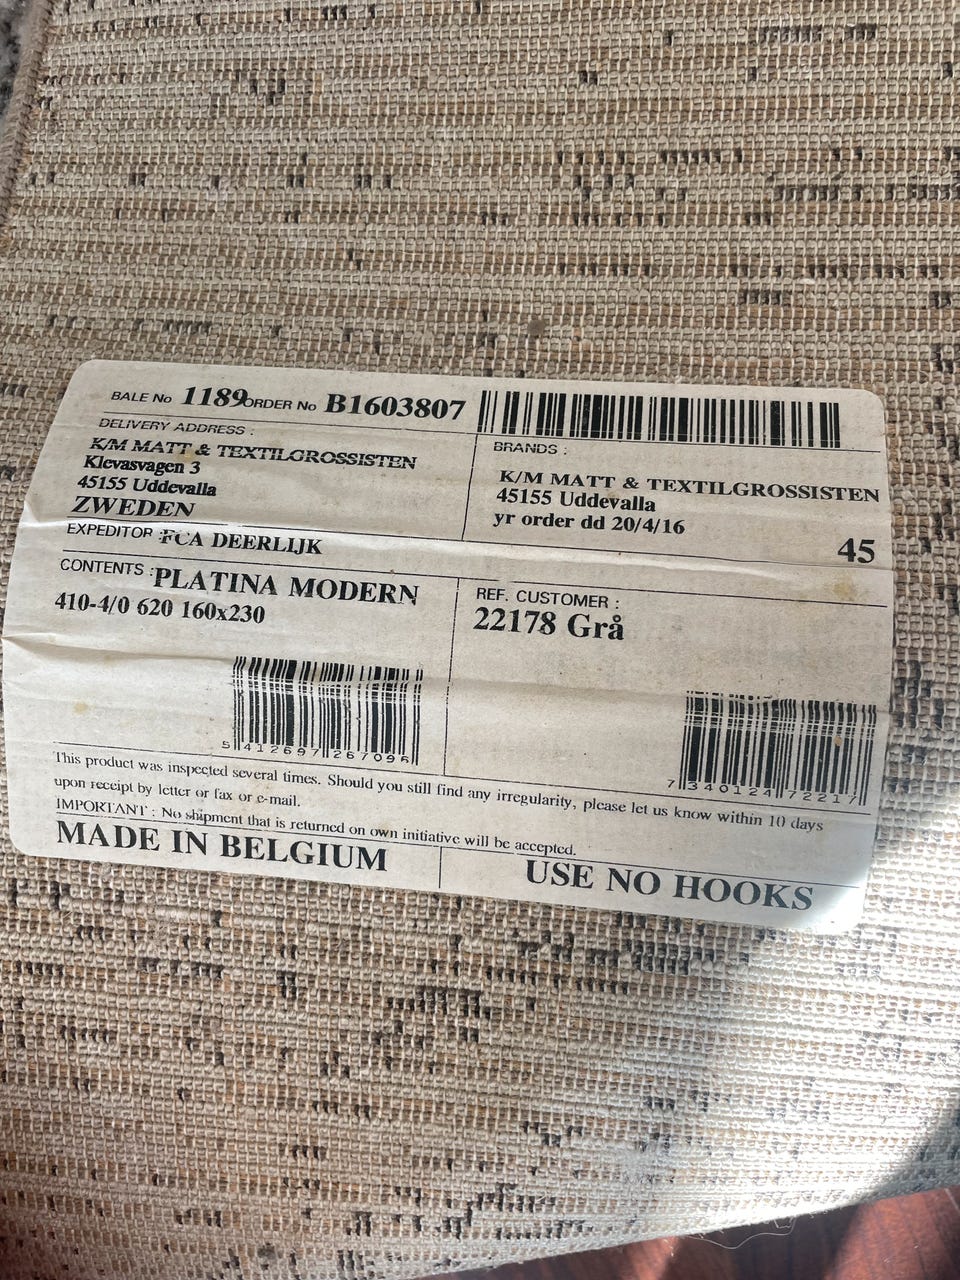 BALE No 1189 ORDER No B1603807
DELIVERY ADDRESS :
K/M MATT & TEXTILGROSSISTEN
Klevasvagen 3
45155 Uddevalla
ZWEDEN
EXPEDITOR : FCA DEERLIJK
BRANDS :
K/M MATT & TEXTILGROSSISTEN
45155 Uddevalla
yr order dd 20/4/16
45
CONTENTS : PLATINA MODERN
410-4/0 620 160x230
5 412697 267096
REF. CUSTOMER :
22178 Grå
7 340124 722177
This product was inspected several times. Should you still find any irregularity, please let us know within 10 days
upon receipt by letter or fax or e-mail.
IMPORTANT : No shipment that is returned on own initiative will be accepted.
MADE IN BELGIUM
USE NO HOOKS